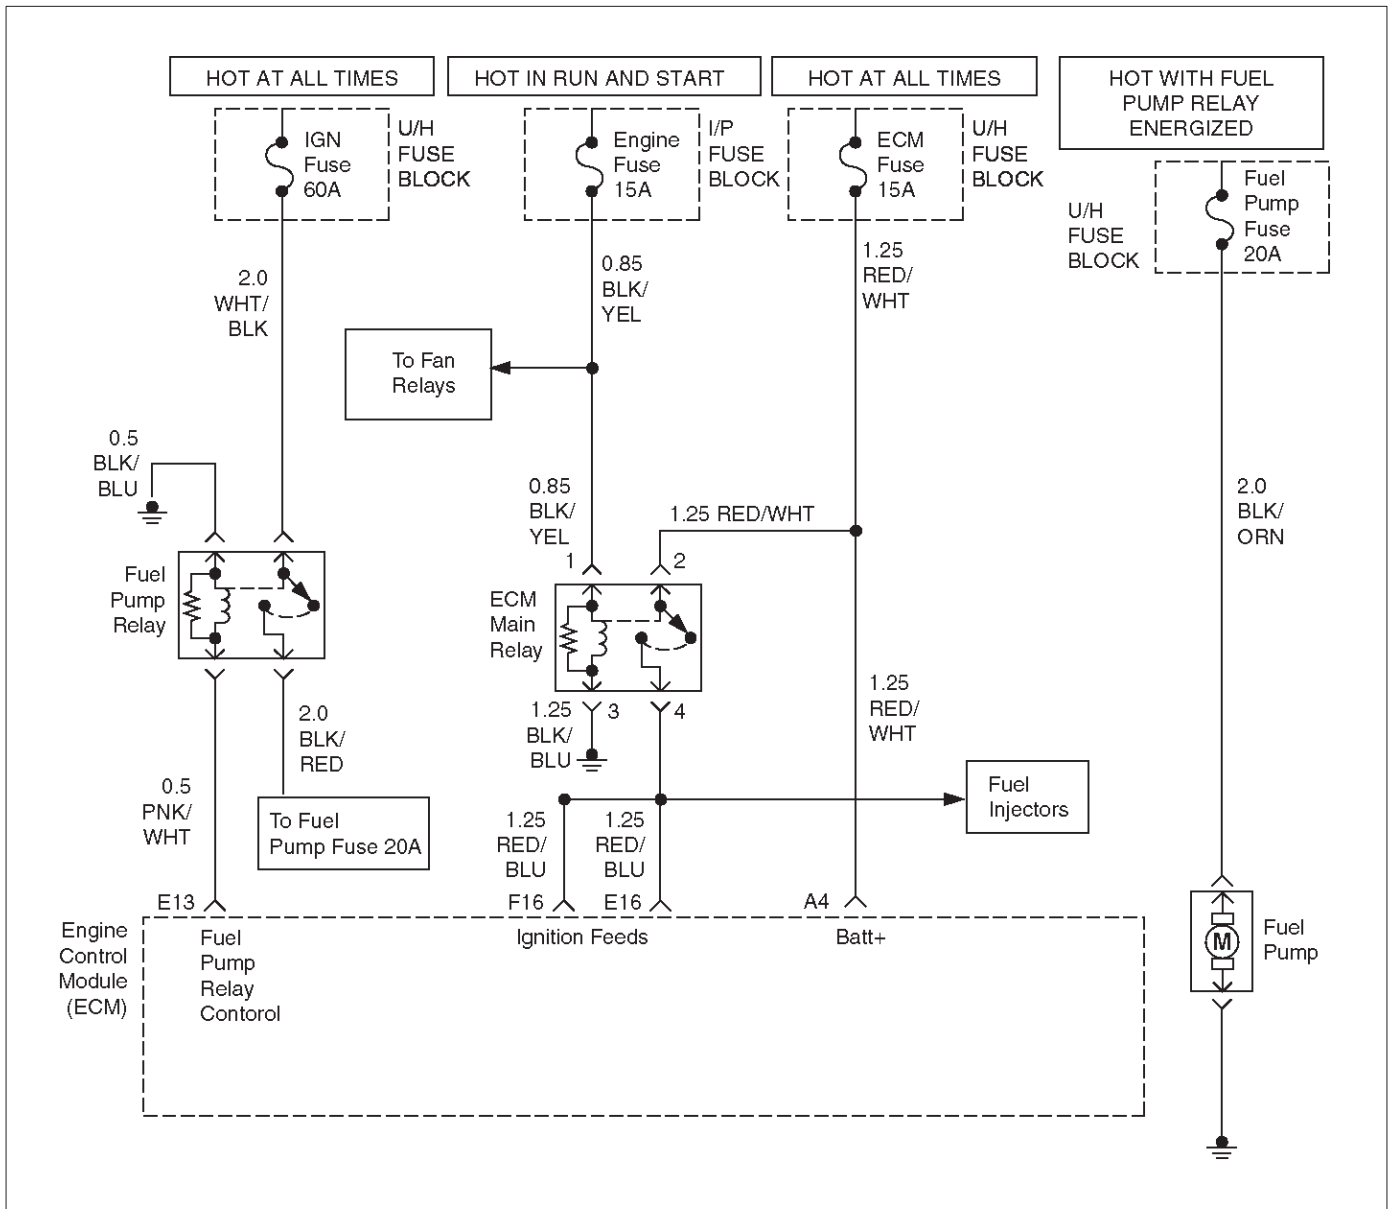 HOT AT ALL TIMES
HOT IN RUN AND START
HOT AT ALL TIMES
HOT WITH FUEL
PUMP RELAY
ENERGIZED
IGN
Fuse
60A
U/H
FUSE
BLOCK
Engine
Fuse
15A
I/P
FUSE
BLOCK
ECM
Fuse
15A
U/H
FUSE
BLOCK
U/H
FUSE
BLOCK
Fuel
Pump
Fuse
20A
2.0
WHT/
BLK
0.85
BLK/
YEL
1.25
RED/
WHT
To Fan
Relays
0.5
BLK/
BLU
0.85
BLK/
YEL
1.25 RED/WHT
2.0
BLK/
ORN
1
2
Fuel
Pump
Relay
ECM
Main
Relay
3
4
1.25
BLK/
BLU
2.0
BLK/
RED
1.25
RED/
WHT
0.5
PNK/
WHT
To Fuel
Pump Fuse 20A
1.25
RED/
BLU
1.25
RED/
BLU
Fuel
Injectors
E13
F16
E16
A4
Engine
Control
Module
(ECM)
Fuel
Pump
Relay
Contorol
Ignition Feeds
Batt+
M
Fuel
Pump